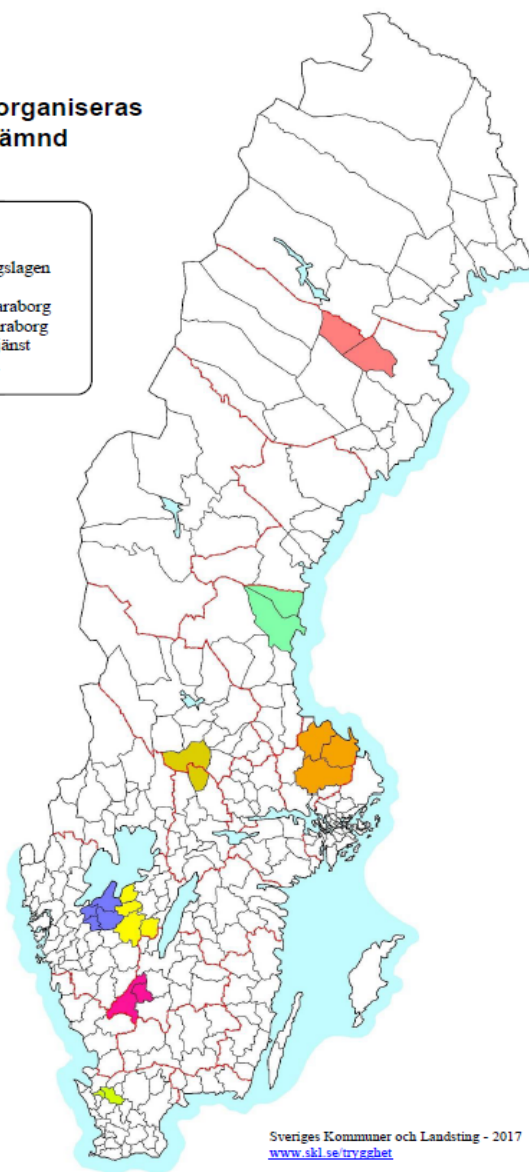 organiseras
ämnd
gslagen
araborg
raborg
änst
Sveriges Kommuner och Landsting - 2017
www.skl.se/trygghet